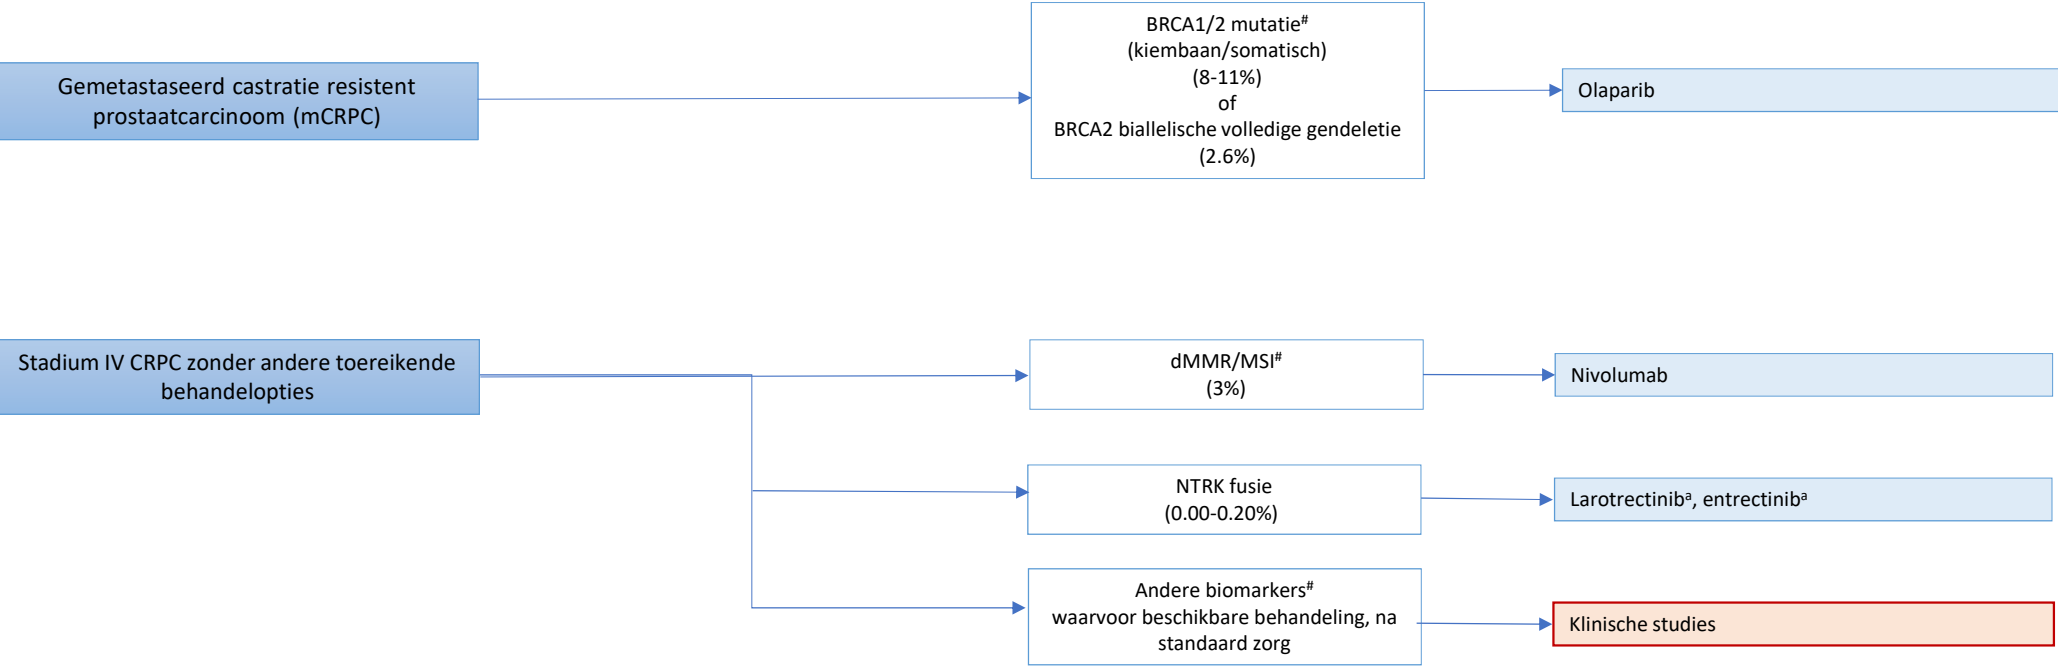 Gemetastaseerd castratie resistent
prostaatcarcinoom (mCRPC)
BRCA1/2 mutatie#
(kiembaan/somatisch)
(8-11%)
of
BRCA2 biallelische volledige gendeletie
(2.6%)
Olaparib
Stadium IV CRPC zonder andere toereikende
behandelopties
dMMR/MSI#
(3%)
Nivolumab
NTRK fusie
(0.00-0.20%)
Larotrectinibᵃ, entrectinibᵃ
Andere biomarkers#
waarvoor beschikbare behandeling, na
standaard zorg
Klinische studies